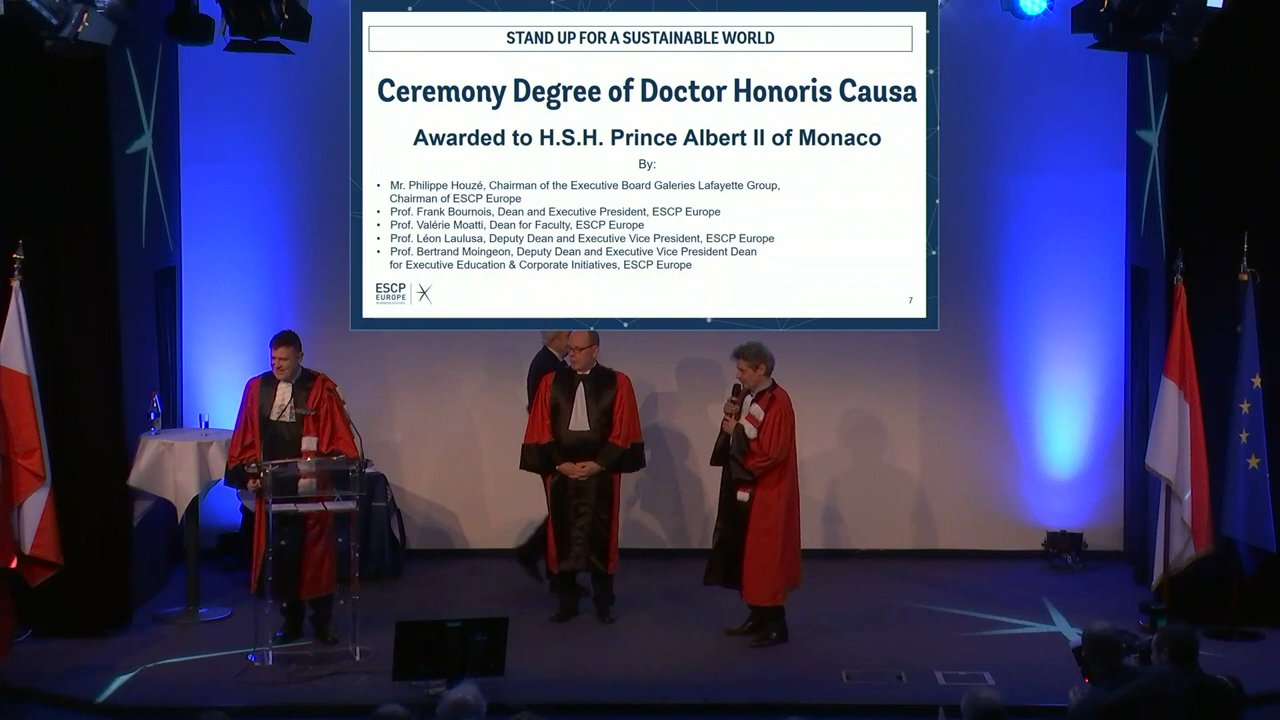 STAND UP FOR A SUSTAINABLE WORLD
Ceremony Degree of Doctor Honoris Causa
Awarded to H.S.H. Prince Albert II of Monaco
By:
• Mr. Philippe Houzé, Chairman of the Executive Board Galeries Lafayette Group,
Chairman of ESCP Europe
• Prof. Frank Bournois, Dean and Executive President, ESCP Europe
• Prof. Valérie Moatti, Dean for Faculty, ESCP Europe
• Prof. Léon Laulusa, Deputy Dean and Executive Vice President, ESCP Europe
• Prof. Bertrand Moingeon, Deputy Dean and Executive Vice President Dean
for Executive Education & Corporate Initiatives, ESCP Europe
ESCP
EUROPE
7